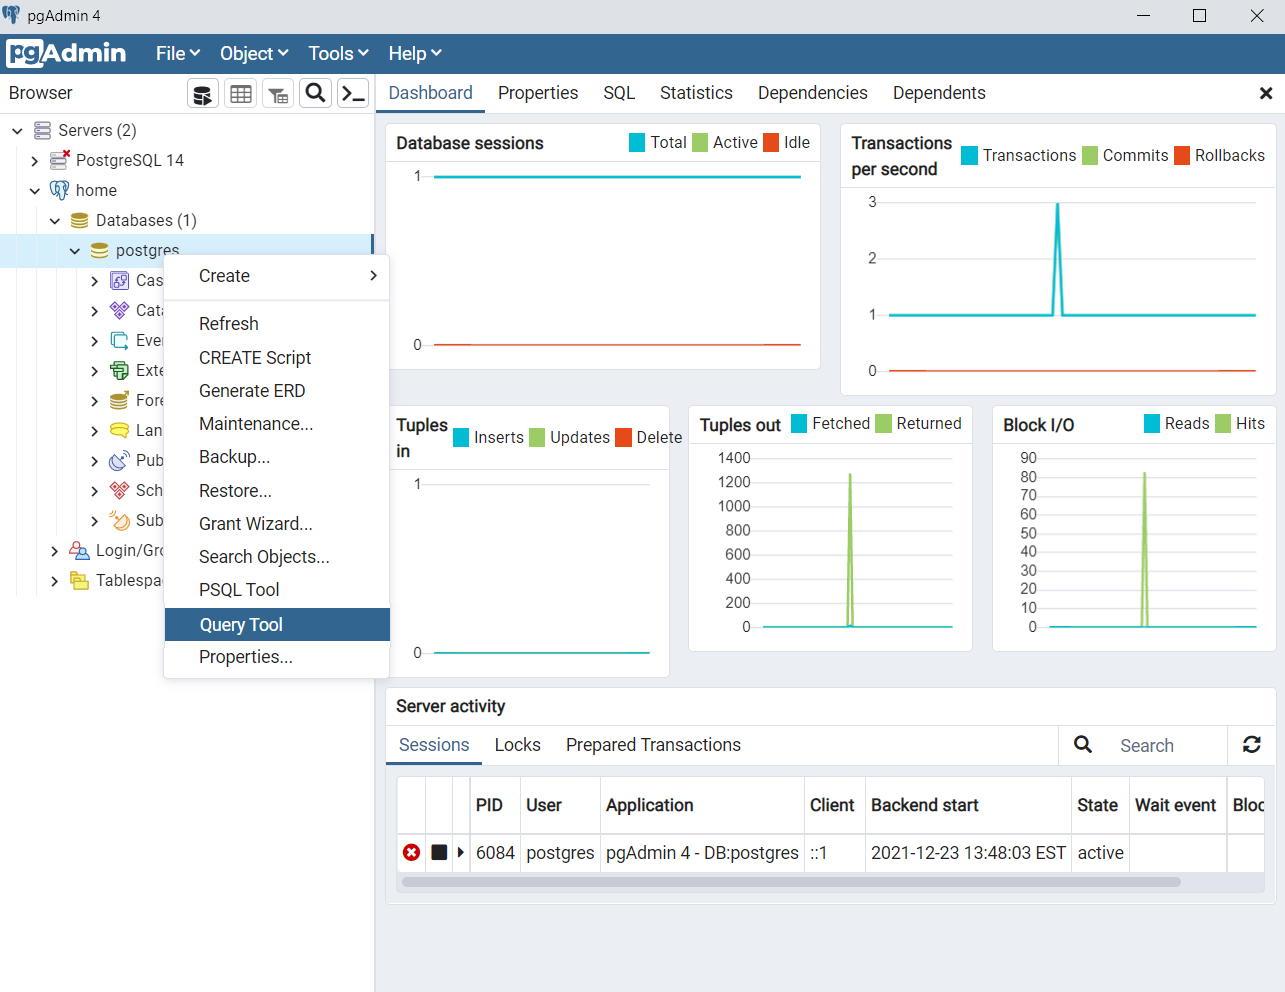 pgAdmin 4
pgAdmin
File Object Tools Help
Browser
Dashboard Properties SQL Statistics Dependencies Dependents
Servers (2)
PostgreSQL 14
home
Databases (1)
postgres
Cas
Cata
Eve
Exte
Fore
Lan
Pub
Sch
Sub
Login/Gro
Tablespa
Create
Refresh
CREATE Script
Generate ERD
Maintenance...
Backup...
Restore...
Grant Wizard...
Search Objects...
PSQL Tool
Query Tool
Properties...
Database sessions
Total Active Idle
1
0
Transactions per second
Transactions Commits Rollbacks
3
2
1
0
Tuples in
Inserts Updates Delete
1
0
Tuples out
Fetched Returned
1400
1200
1000
800
600
400
200
0
Block I/O
Reads Hits
90
80
70
60
50
40
30
20
10
0
Server activity
Sessions Locks Prepared Transactions
Search
PID User Application Client Backend start State Wait event Bloc
6084 postgres pgAdmin 4 - DB:postgres ::1 2021-12-23 13:48:03 EST active